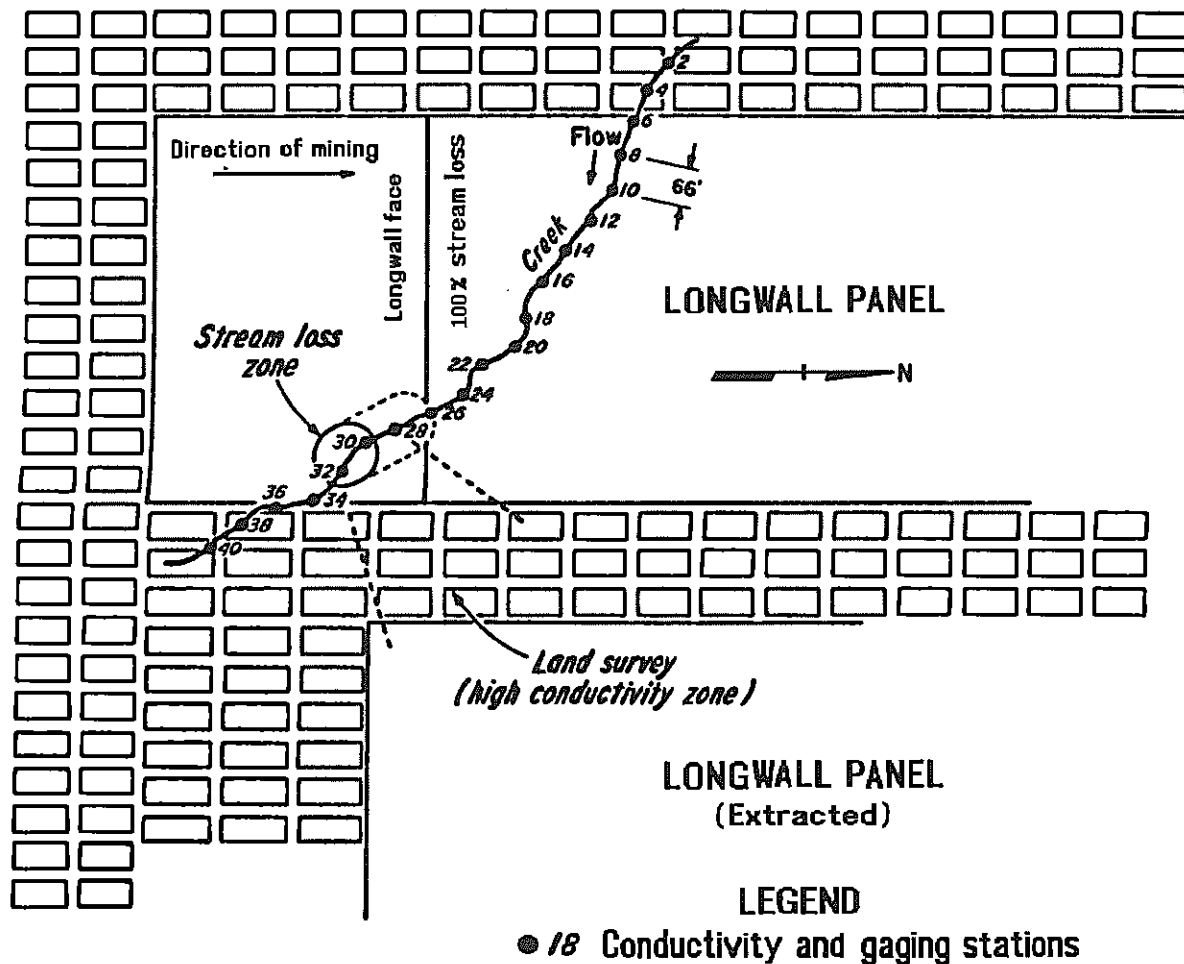 2
4
6
Direction of mining
Longwall face
100% stream loss
Flow
8
10
66'
12
Creek
14
16
LONGWALL PANEL
18
20
Stream loss
zone
22
N
24
26
28
30
32
34
36
38
40
Land survey
(high conductivity zone)
LONGWALL PANEL
(Extracted)
LEGEND
18 Conductivity and gaging stations